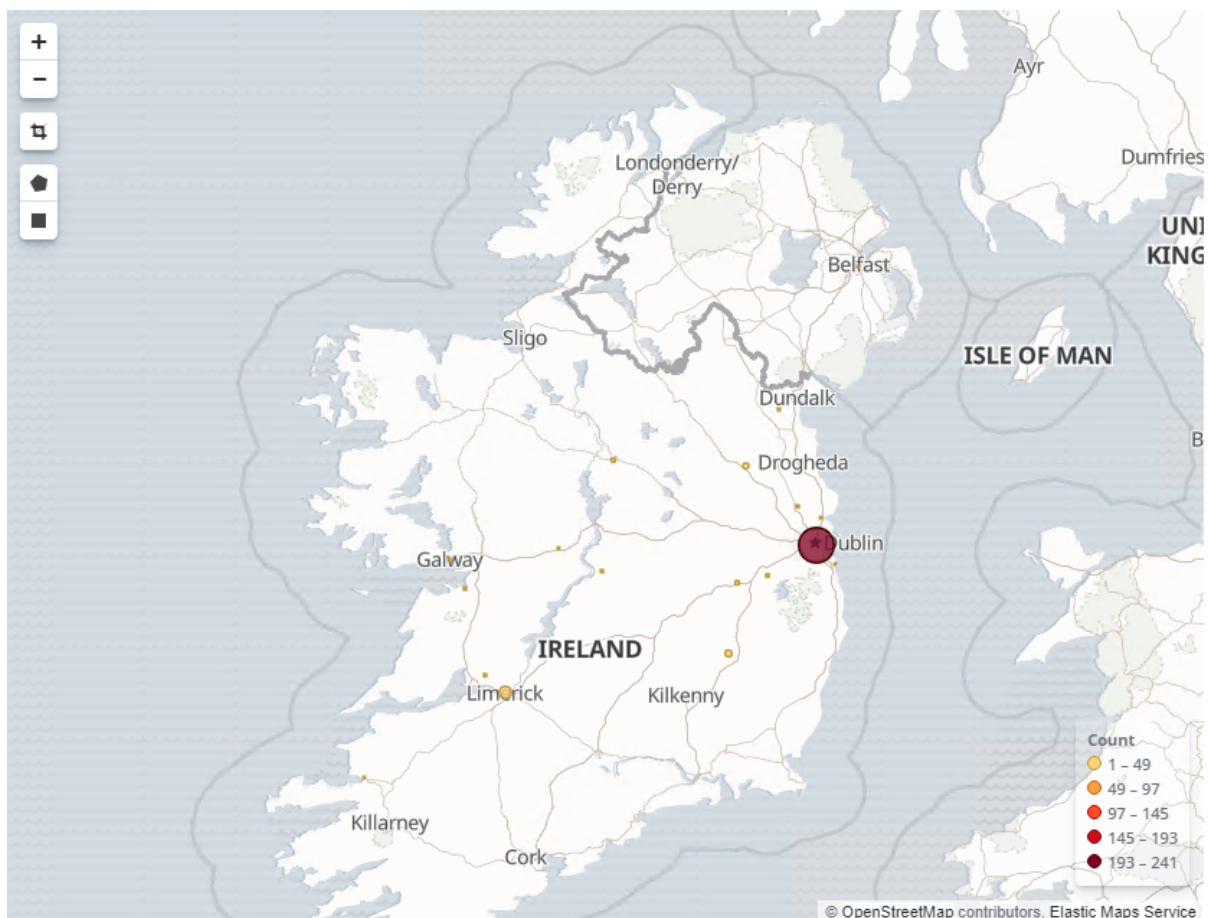 +
−
Ayr
Londonderry/
Derry
Dumfries
UNI
KING
Belfast
Sligo
ISLE OF MAN
Dundalk
B
Drogheda
Dublin
Galway
IRELAND
Limerick
Kilkenny
Killarney
Cork
Count
1 – 49
49 – 97
97 – 145
145 – 193
193 – 241
© OpenStreetMap contributors, Elastic Maps Service